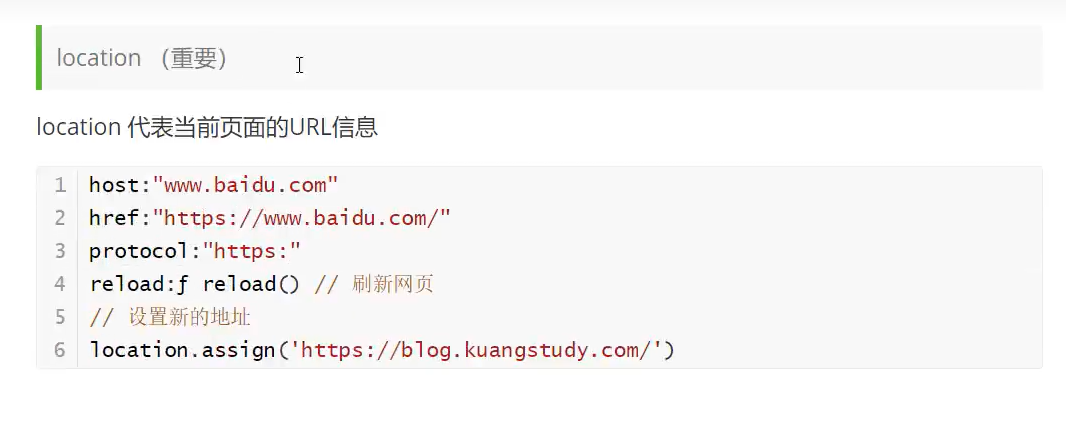 location （重要）
location 代表当前页面的URL信息
1 host:"www.baidu.com"
2 href:"https://www.baidu.com/"
3 protocol:"https:"
4 reload:ƒ reload() // 刷新网页
5 // 设置新的地址
6 location.assign('https://blog.kuangstudy.com/')